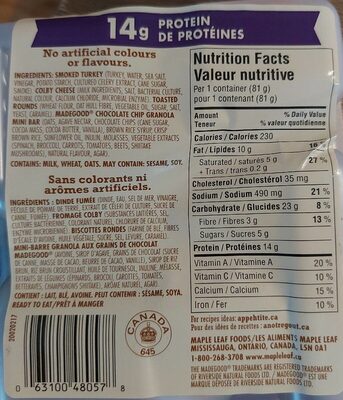 14g PROTEIN
DE PROTÉINES
No artificial colours
or flavours.
INGREDIENTS: SMOKED TURKEY (TURKEY, WATER, SEA SALT,
VINEGAR, POTATO STARCH, CULTURED CELERY EXTRACT, CANE SUGAR,
SMOKE), COLBY CHEESE (MILK INGREDIENTS, SALT, BACTERIAL CULTURE,
NATURAL COLOUR, CALCIUM CHLORIDE, MICROBIAL ENZYME), TOASTED
ROUNDS (WHEAT FLOUR, OAT HULL FIBRE, VEGETABLE OIL, SUGAR, SALT,
YEAST, CARAMEL), MADEGOOD® CHOCOLATE CHIP GRANOLA
MINI BAR (OATS, AGAVE NECTAR, CHOCOLATE CHIPS (CANE SUGAR,
COCOA MASS, COCOA BUTTER, VANILLA), BROWN RICE SYRUP, CRISP
BROWN RICE, SUNFLOWER OIL, INULIN, MOLASSES, VEGETABLE EXTRACTS
(SPINACH, BROCCOLI, CARROTS, TOMATOES, BEETS, SHIITAKE
MUSHROOMS), NATURAL FLAVOUR, AGAR).
CONTAINS: MILK, WHEAT, OATS. MAY CONTAIN: SESAME, SOY.
Sans colorants ni
arômes artificiels.
INGRÉDIENTS : DINDE FUMÉE (DINDE, EAU, SEL DE MER, VINAIGRE,
FÉCULE DE POMME DE TERRE, EXTRAIT DE CÉLERI DE CULTURE, SUCRE DE
CANNE, FUMÉE), FROMAGE COLBY (SUBSTANCES LAITIÈRES, SEL,
CULTURE BACTÉRIENNE, COLORANT NATUREL, CHLORURE DE CALCIUM,
ENZYME MICROBIENNE), BISCOTTES RONDES (FARINE DE BLÉ, FIBRES
D'ÉCALE D'AVOINE, HUILE VÉGÉTALE, SUCRE, SEL, LEVURE, CARAMEL),
MINI-BARRE GRANOLA AUX GRAINS DE CHOCOLAT
MADEGOOD® (AVOINE, SIROP D'AGAVE, GRAINS DE CHOCOLAT (SUCRE
DE CANNE, MASSE DE CACAO, BEURRE DE CACAO, VANILLE), SIROP DE RIZ
BRUN, RIZ BRUN CROUSTILLANT, HUILE DE TOURNESOL, INULINE, MÉLASSE,
EXTRAITS DE LÉGUMES (ÉPINARDS, BROCOLI, CAROTTES, TOMATES,
BETTERAVES, CHAMPIGNONS SHIITAKE), ARÔME NATUREL, AGAR).
CONTIENT : LAIT, BLÉ, AVOINE. PEUT CONTENIR : SÉSAME, SOYA.
READY TO EAT/PRÊT À MANGER
CANADA
645
0 63100 48057 8
Nutrition Facts
Valeur nutritive
Per 1 container (81 g)
pour 1 contenant (81 g)
Amount % Daily Value
Teneur % valeur quotidienne
Calories / Calories 230
Fat / Lipides 10 g
Saturated / saturés 5 g 27 %
+ Trans / trans 0.2 g
Cholesterol / Cholestérol 35 mg
Sodium / Sodium 490 mg 21 %
Carbohydrate / Glucides 23 g 8 %
Fibre / Fibres 3 g 13 %
Sugars / Sucres 5 g
Protein / Protéines 14 g
Vitamin A / Vitamine A 20 %
Vitamin C / Vitamine C 10 %
Calcium / Calcium 15 %
Iron / Fer 10 %
For recipes ideas: appehtite.ca
Pour des idées de recettes : anotregout.ca
MAPLE LEAF FOODS/LES ALIMENTS MAPLE LEAF
MISSISSAUGA, ONTARIO, CANADA, L5N 0A1
1-800-268-3708 www.mapleleaf.ca
THE MADEGOOD® TRADEMARKS ARE REGISTERED TRADEMARKS
OF RIVERSIDE NATURAL FOODS LTD. / MADEGOOD® EST UNE
MARQUE DÉPOSÉE DE RIVERSIDE NATURAL FOODS LTD.